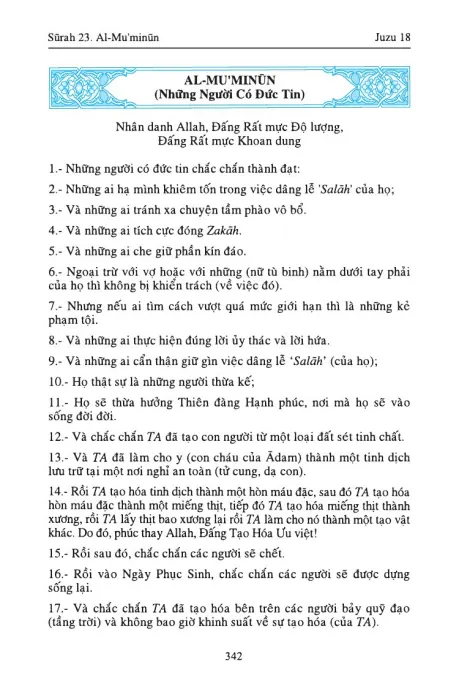 Sūrah 23. Al-Mu'minūn Juzu 18
AL-MU'MINŪN
(Những Người Có Đức Tin)
Nhân danh Allah, Đấng Rất mực Độ lượng,
Đấng Rất mực Khoan dung
1.- Những người có đức tin chắc chắn thành đạt:
2.- Những ai hạ mình khiêm tốn trong việc dâng lễ 'Salāh' của họ;
3.- Và những ai tránh xa chuyện tầm phào vô bổ.
4.- Và những ai tích cực đóng Zakāh.
5.- Và những ai che giữ phần kín đáo.
6.- Ngoại trừ với vợ hoặc với những (nữ tù binh) nằm dưới tay phải
của họ thì không bị khiển trách (về việc đó).
7.- Nhưng nếu ai tìm cách vượt quá mức giới hạn thì là những kẻ
phạm tội.
8.- Và những ai thực hiện đúng lời ủy thác và lời hứa.
9.- Và những ai cẩn thận giữ gìn việc dâng lễ ‘Salāh’ (của họ);
10.- Họ thật sự là những người thừa kế;
11.- Họ sẽ thừa hưởng Thiên đàng Hạnh phúc, nơi mà họ sẽ vào
sống đời đời.
12.- Và chắc chắn TA đã tạo con người từ một loại đất sét tinh chất.
13.- Và TA đã làm cho y (con cháu của Ādam) thành một tinh dịch
lưu trữ tại một nơi nghỉ an toàn (tử cung, dạ con).
14.- Rồi TA tạo hóa tinh dịch thành một hòn máu đặc, sau đó TA tạo hóa
hòn máu đặc thành một miếng thịt, tiếp đó TA tạo hóa miếng thịt thành
xương, rồi TA lấy thịt bao xương lại rồi TA làm cho nó thành một tạo vật
khác. Do đó, phúc thay Allah, Đấng Tạo Hóa Ưu việt!
15.- Rồi sau đó, chắc chắn các người sẽ chết.
16.- Rồi vào Ngày Phục Sinh, chắc chắn các người sẽ được dựng
sống lại.
17.- Và chắc chắn TA đã tạo hóa bên trên các người bảy quỹ đạo
(tầng trời) và không bao giờ khinh suất về sự tạo hóa (của TA).
342